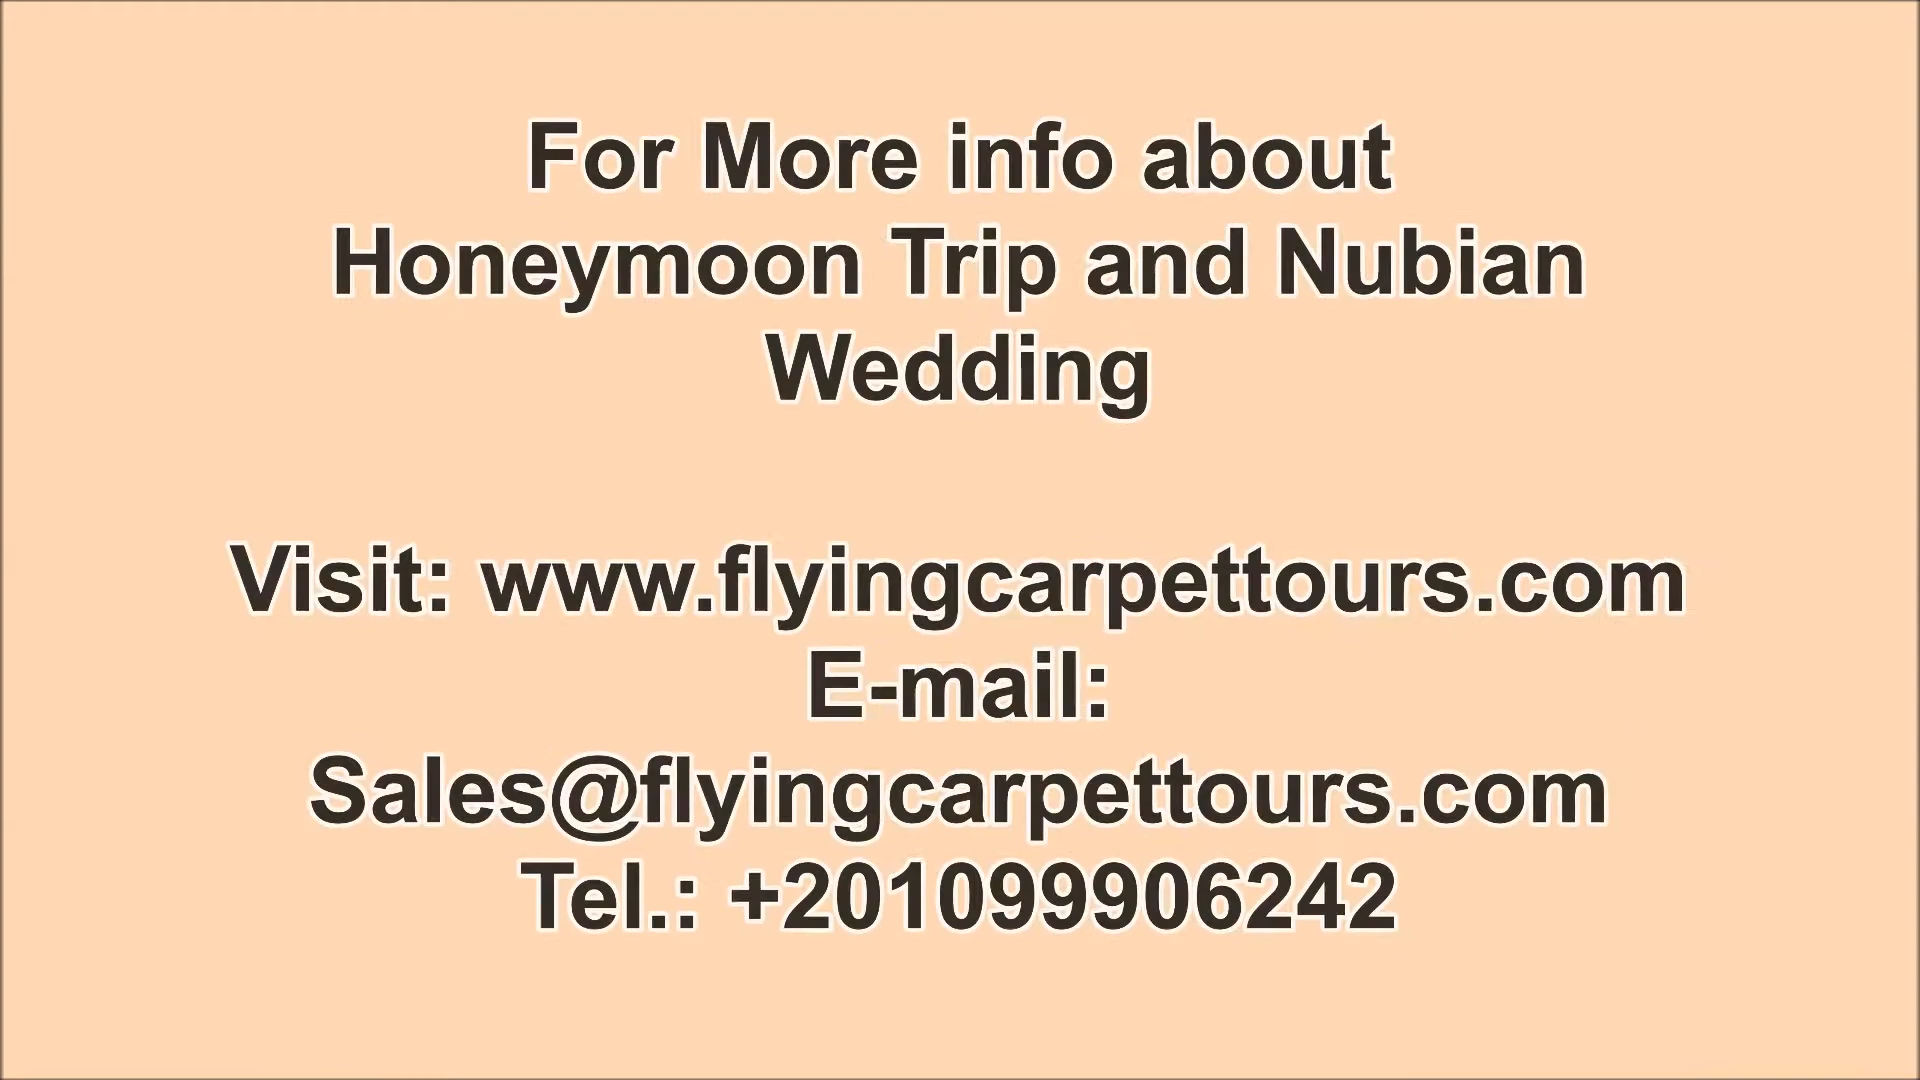 For More info about
Honeymoon Trip and Nubian
Wedding
Visit: www.flyingcarpettours.com
E-mail:
Sales@flyingcarpettours.com
Tel.: +201099906242